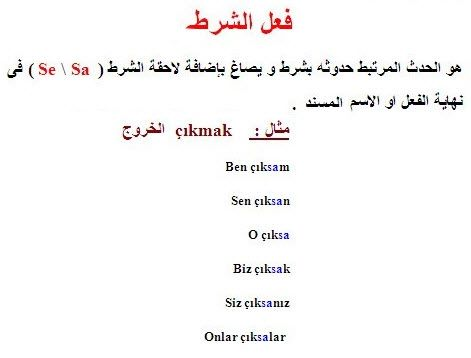 فعل الشرط
هو الحدث المرتبط حدوثه بشرط و يصاغ بإضافة لاحقة الشرط ( Se \ Sa ) فى
نهاية الفعل او الاسم المسند .
مثال : çıkmak الخروج
Ben çıksam
Sen çıksan
O çıksa
Biz çıksak
Siz çıksanız
Onlar çıksalar